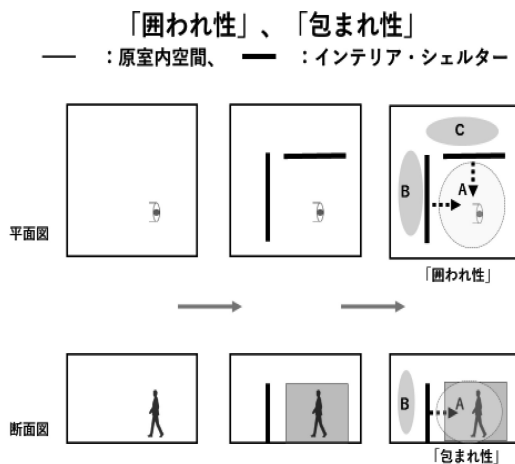 「囲われ性」、「包まれ性」
：原室内空間、 ：インテリア・シェルター
C
B
A
平面図
「囲われ性」
B
A
断面図
「包まれ性」